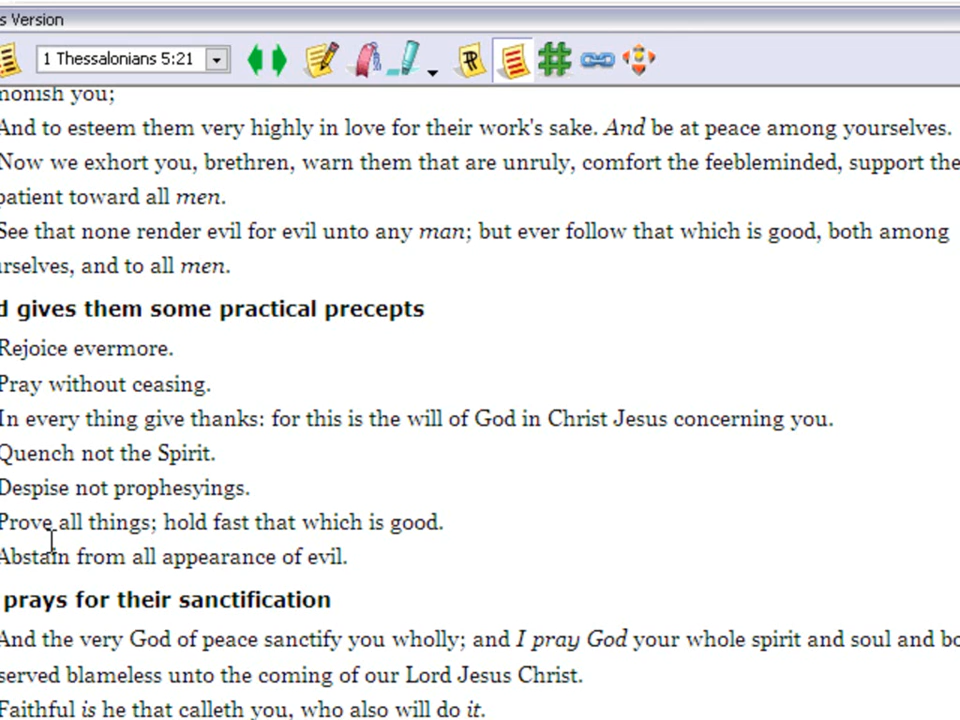 s Version
1 Thessalonians 5:21
monish you;
And to esteem them very highly in love for their work's sake. And be at peace among yourselves.
Now we exhort you, brethren, warn them that are unruly, comfort the feebleminded, support the
patient toward all men.
See that none render evil for evil unto any man; but ever follow that which is good, both among
urselves, and to all men.
d gives them some practical precepts
Rejoice evermore.
Pray without ceasing.
In every thing give thanks: for this is the will of God in Christ Jesus concerning you.
Quench not the Spirit.
Despise not prophesyings.
Prove all things; hold fast that which is good.
Abstain from all appearance of evil.
prays for their sanctification
And the very God of peace sanctify you wholly; and I pray God your whole spirit and soul and bo
served blameless unto the coming of our Lord Jesus Christ.
Faithful is he that calleth you, who also will do it.